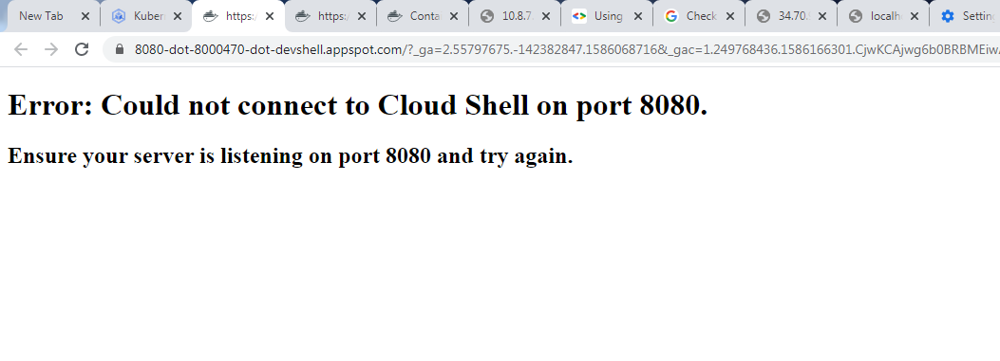 New Tab
Kuber
https:/
https:/
Conta
10.8.7.
Using
Check
34.70.
localh
Setting
8080-dot-8000470-dot-devshell.appspot.com/?_ga=2.55797675.-142382847.1586068716&_gac=1.249768436.1586166301.CjwKCAjwg6b0BRBMEiw
Error: Could not connect to Cloud Shell on port 8080.
Ensure your server is listening on port 8080 and try again.